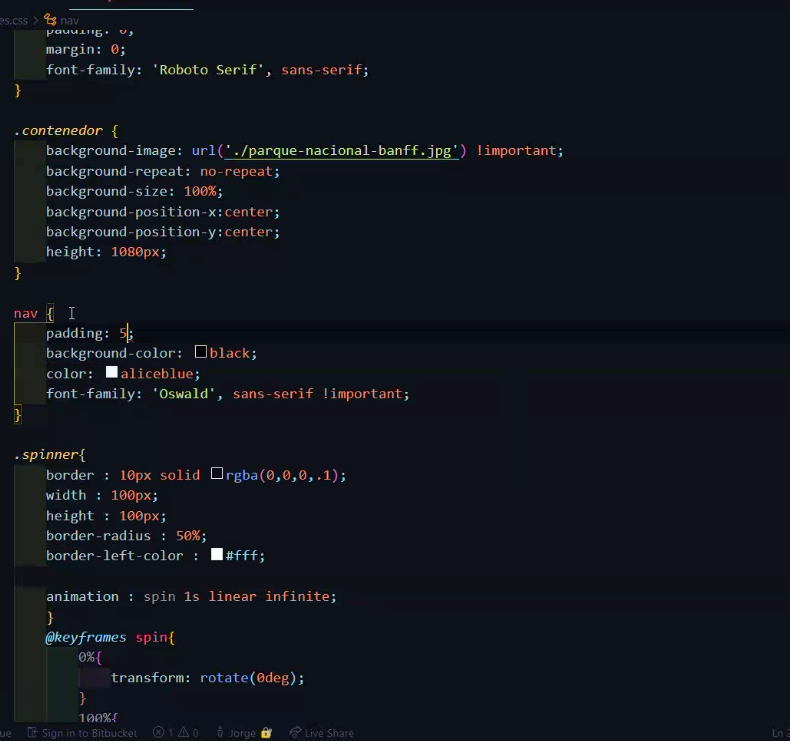 es.css > nav
padding: 0;
margin: 0;
font-family: 'Roboto Serif', sans-serif;
}
.contenedor {
background-image: url('./parque-nacional-banff.jpg') !important;
background-repeat: no-repeat;
background-size: 100%;
background-position-x:center;
background-position-y:center;
height: 1080px;
}
nav {
padding: 5;
background-color: black;
color: aliceblue;
font-family: 'Oswald', sans-serif !important;
}
.spinner{
border : 10px solid rgba(0,0,0,.1);
width : 100px;
height : 100px;
border-radius : 50%;
border-left-color : #fff;
animation : spin 1s linear infinite;
}
@keyframes spin{
0%{
transform: rotate(0deg);
}
100%{
ue Sign in to Bitbucket 1 0 Jorge Live Share Ln